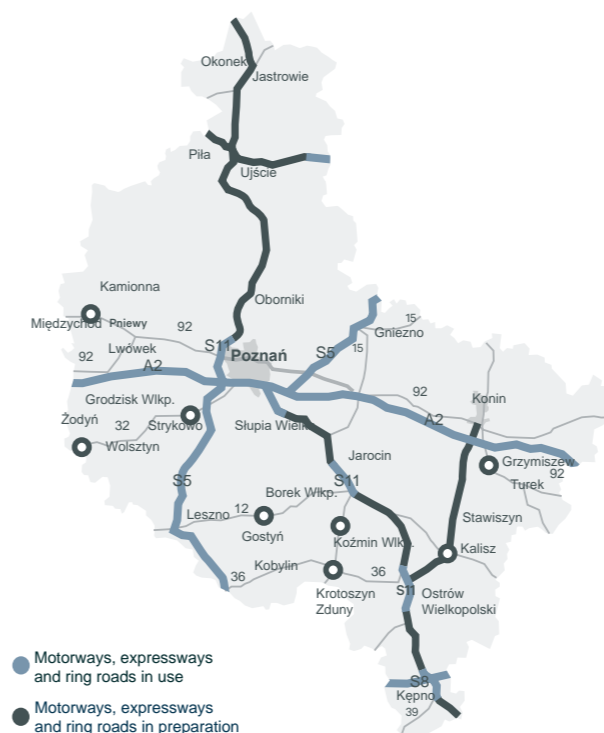 Okonek
Jastrowie
Piła
Ujście
Kamionna
Oborniki
Międzychód Pniewy
92
15
Gniezno
S11
Poznań
S5
15
Lwówek
92
A2
92
Konin
Grodzisk Wlkp.
A2
Żodyń
32
Strykowo
Słupia Wielk
Wolsztyn
Jarocin
Grzymiszew
92
S5
S11
Turek
Borek Wlkp.
Leszno
12
Stawiszyn
Gostyń
Koźmin Wlkp.
Kalisz
Kobylin
36
36
S11
Krotoszyn
Zduny
Ostrów
Wielkopolski
Motorways, expressways
and ring roads in use
S8
Kępno
Motorways, expressways
and ring roads in preparation
39